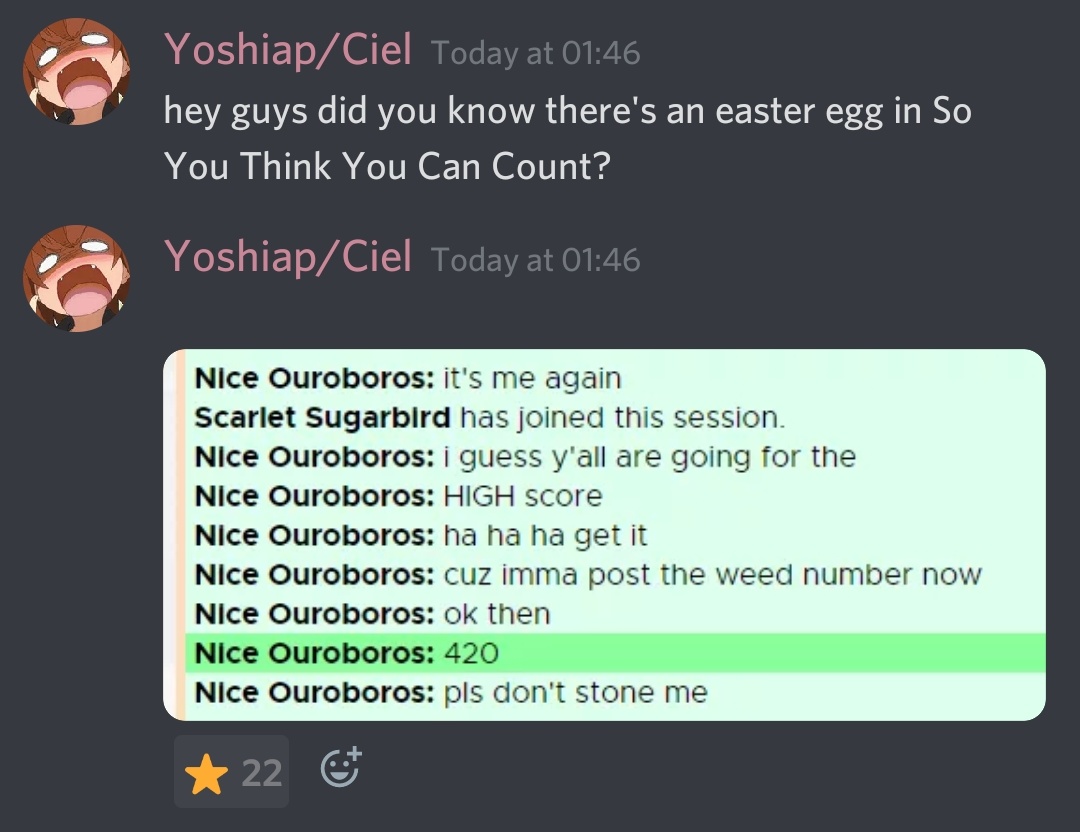 Yoshiap/Ciel Today at 01:46
hey guys did you know there's an easter egg in So
You Think You Can Count?
Yoshiap/Ciel Today at 01:46
Nice Ouroboros: it's me again
Scarlet Sugarbird has joined this session.
Nice Ouroboros: i guess y'all are going for the
Nice Ouroboros: HIGH score
Nice Ouroboros: ha ha ha get it
Nice Ouroboros: cuz imma post the weed number now
Nice Ouroboros: ok then
Nice Ouroboros: 420
Nice Ouroboros: pls don't stone me
22